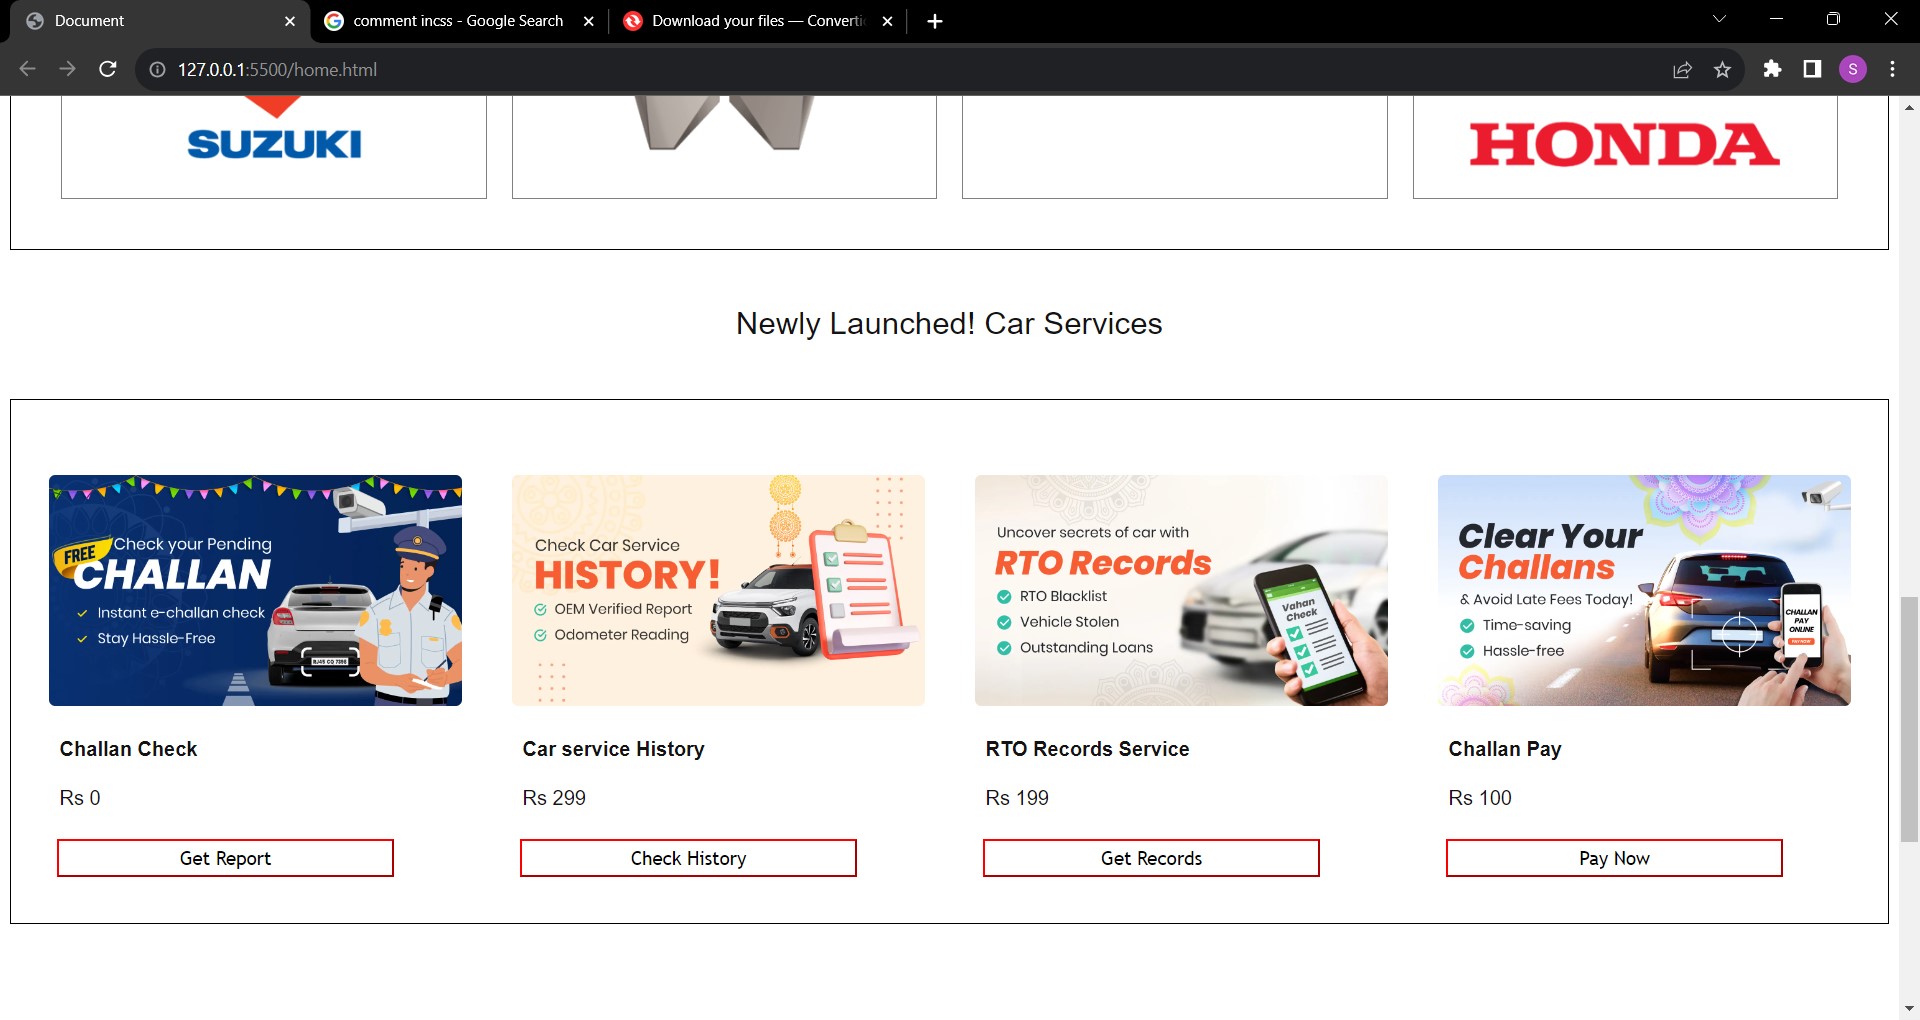 Document
comment incss - Google Search
Download your files — Converti
127.0.0.1:5500/home.html
S
SUZUKI
HONDA
Newly Launched! Car Services
FREE
Check your Pending
CHALLAN
Instant e-challan check
Stay Hassle-Free
Challan Check
Rs 0
Get Report
Check Car Service
HISTORY!
OEM Verified Report
Odometer Reading
Car service History
Rs 299
Check History
Uncover secrets of car with
RTO Records
RTO Blacklist
Vehicle Stolen
Outstanding Loans
Vahan
Check
RTO Records Service
Rs 199
Get Records
Clear Your
Challans
& Avoid Late Fees Today!
Time-saving
Hassle-free
CHALLAN
PAY
ONLINE
Challan Pay
Rs 100
Pay Now